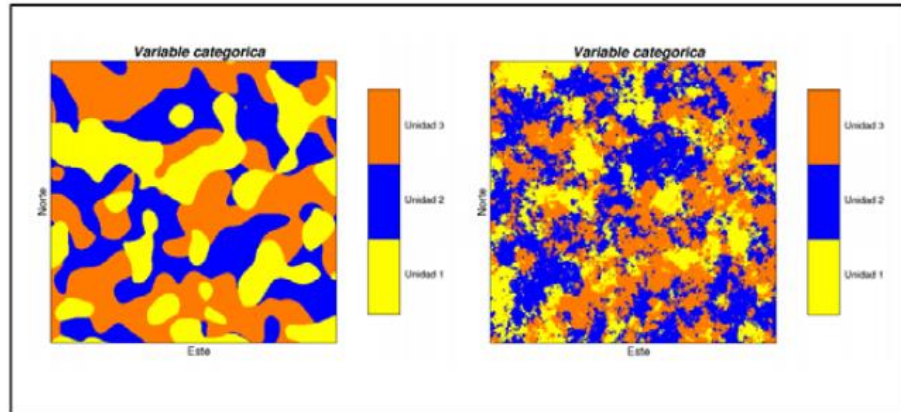 Variable categorica
Unidad 3
Unidad 2
Unidad 1
Norte
Este
Variable categorica
Unidad 3
Unidad 2
Unidad 1
Norte
Este